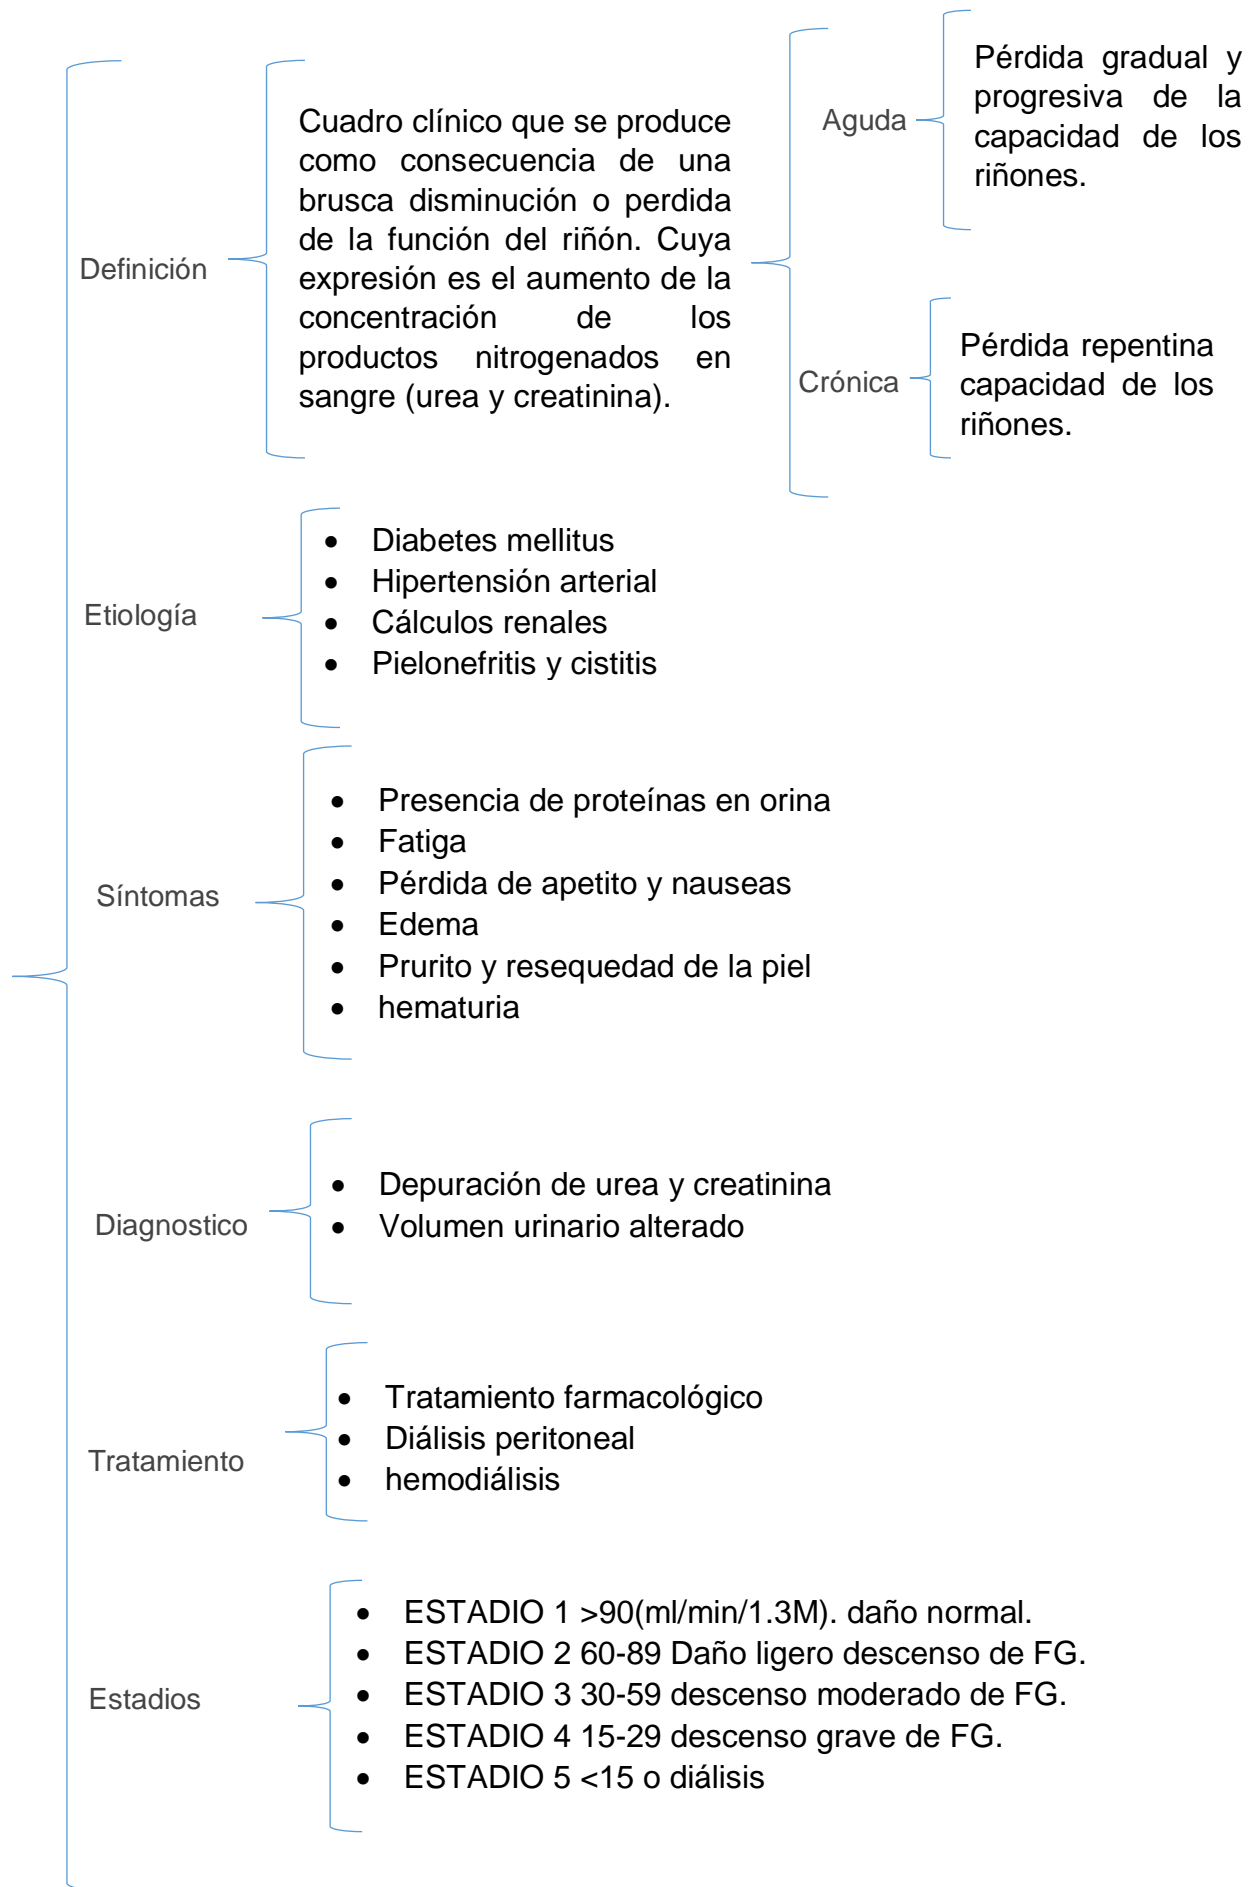 Definición
Cuadro clínico que se produce
como consecuencia de una
brusca disminución o perdida
de la función del riñón. Cuya
expresión es el aumento de la
concentración de los
productos nitrogenados en
sangre (urea y creatinina).
Aguda
Pérdida gradual y
progresiva de la
capacidad de los
riñones.
Crónica
Pérdida repentina
capacidad de los
riñones.
Etiología
• Diabetes mellitus
• Hipertensión arterial
• Cálculos renales
• Pielonefritis y cistitis
Síntomas
• Presencia de proteínas en orina
• Fatiga
• Pérdida de apetito y nauseas
• Edema
• Prurito y resequedad de la piel
• hematuria
Diagnostico
• Depuración de urea y creatinina
• Volumen urinario alterado
Tratamiento
• Tratamiento farmacológico
• Diálisis peritoneal
• hemodiálisis
Estadios
• ESTADIO 1 >90(ml/min/1.3M). daño normal.
• ESTADIO 2 60-89 Daño ligero descenso de FG.
• ESTADIO 3 30-59 descenso moderado de FG.
• ESTADIO 4 15-29 descenso grave de FG.
• ESTADIO 5 <15 o diálisis